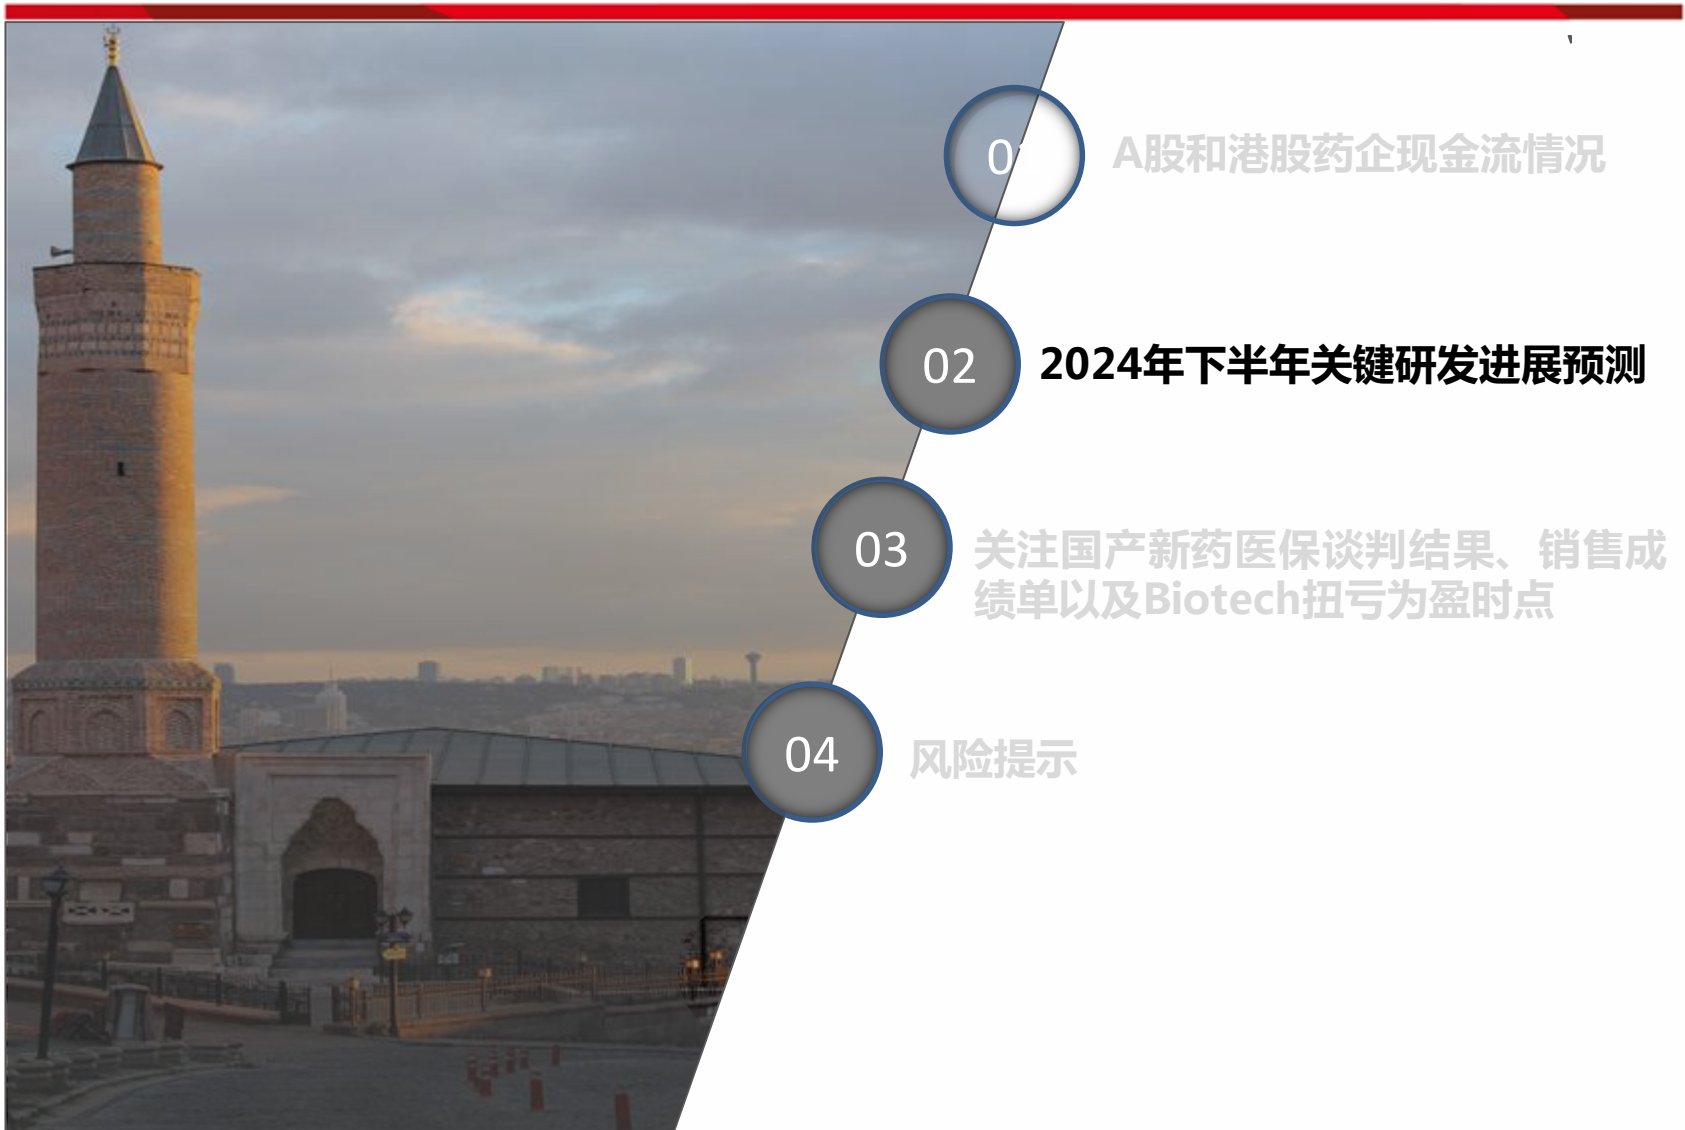 0
A股和港股药企现金流情况
02
2024年下半年关键研发进展预测
03
关注国产新药医保谈判结果、销售成
绩单以及Biotech扭亏为盈时点
04
风险提示